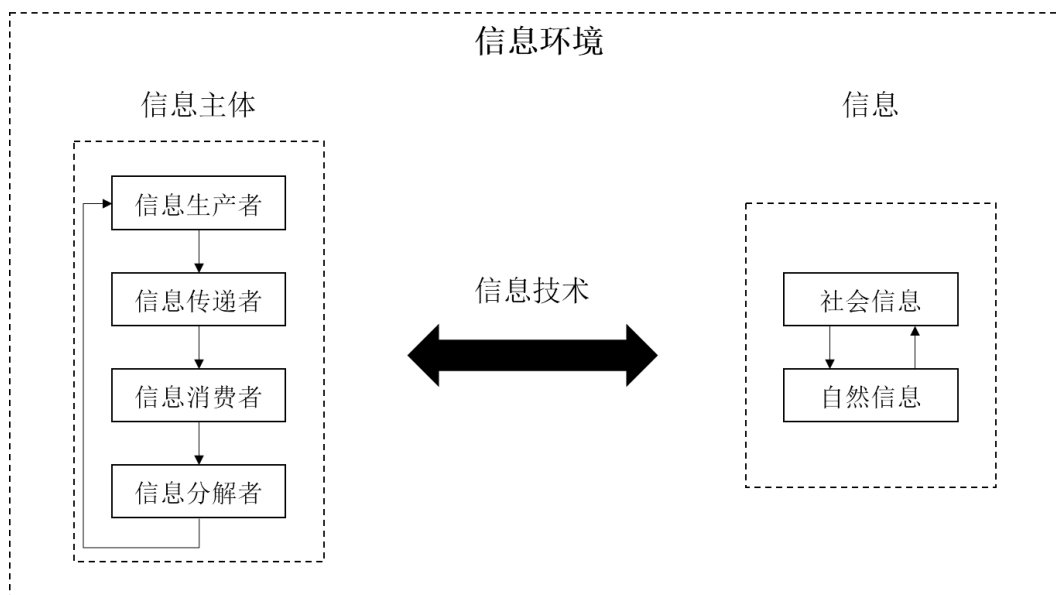 信息环境
信息主体
信息
信息生产者
信息传递者
信息消费者
信息分解者
信息技术
社会信息
自然信息